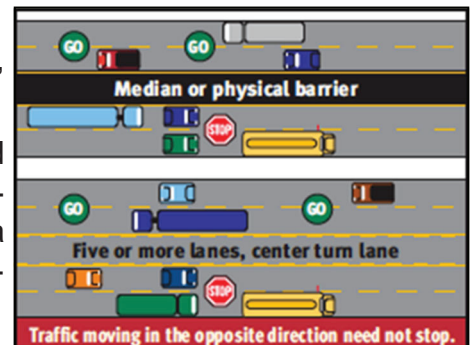 GO
GO
Median or physical barrier
STOP
GO
GO
Five or more lanes, center turn lane
STOP
Traffic moving in the opposite direction need not stop.